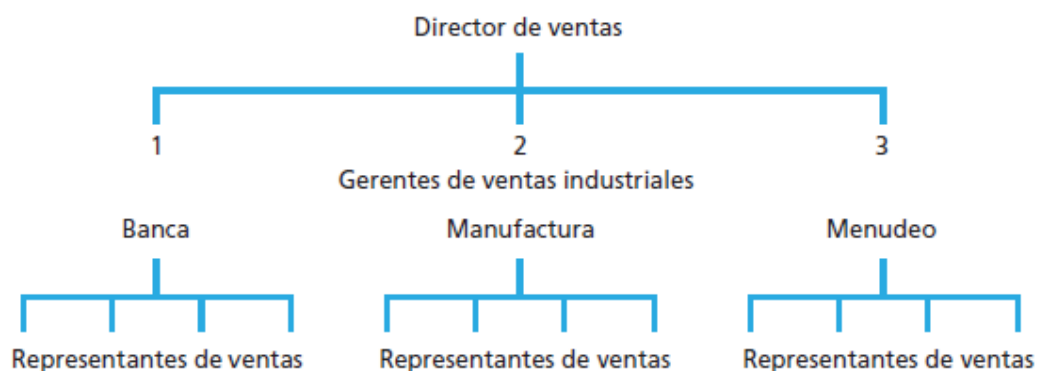 Director de ventas
1 2 3
Gerentes de ventas industriales
Banca Manufactura Menudeo
Representantes de ventas Representantes de ventas Representantes de ventas